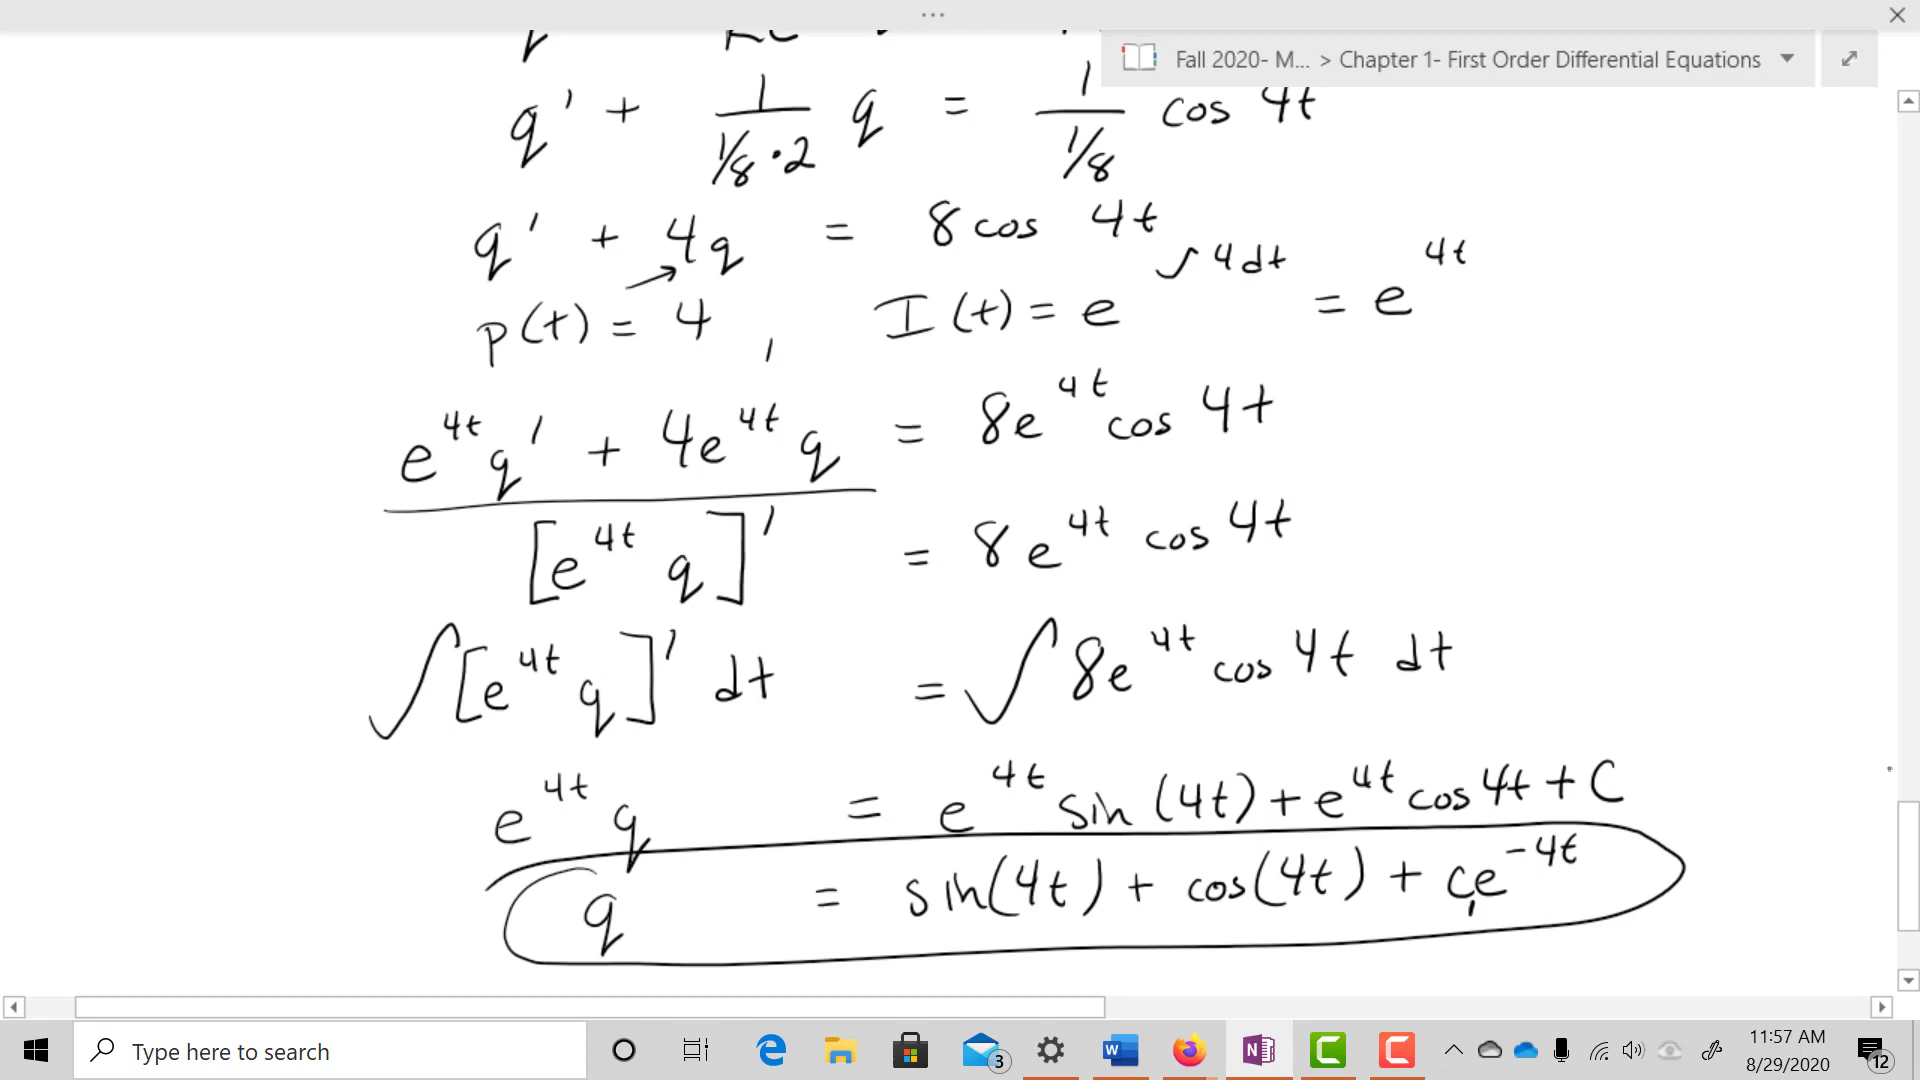 Fall 2020- M... > Chapter 1- First Order Differential Equations
q' + 1/(1/8 · 2) q = 1/(1/8) cos 4t
q' + 4q = 8 cos 4t
p(t) = 4, I(t) = e^∫4dt = e^4t
e^4t q' + 4e^4t q = 8e^4t cos 4t
[e^4t q]' = 8e^4t cos 4t
∫[e^4t q]' dt = ∫8e^4t cos 4t dt
e^4t q = e^4t sin(4t) + e^4t cos 4t + C
q = sin(4t) + cos(4t) + ce^-4t
Type here to search
3
11:57 AM
8/29/2020
12